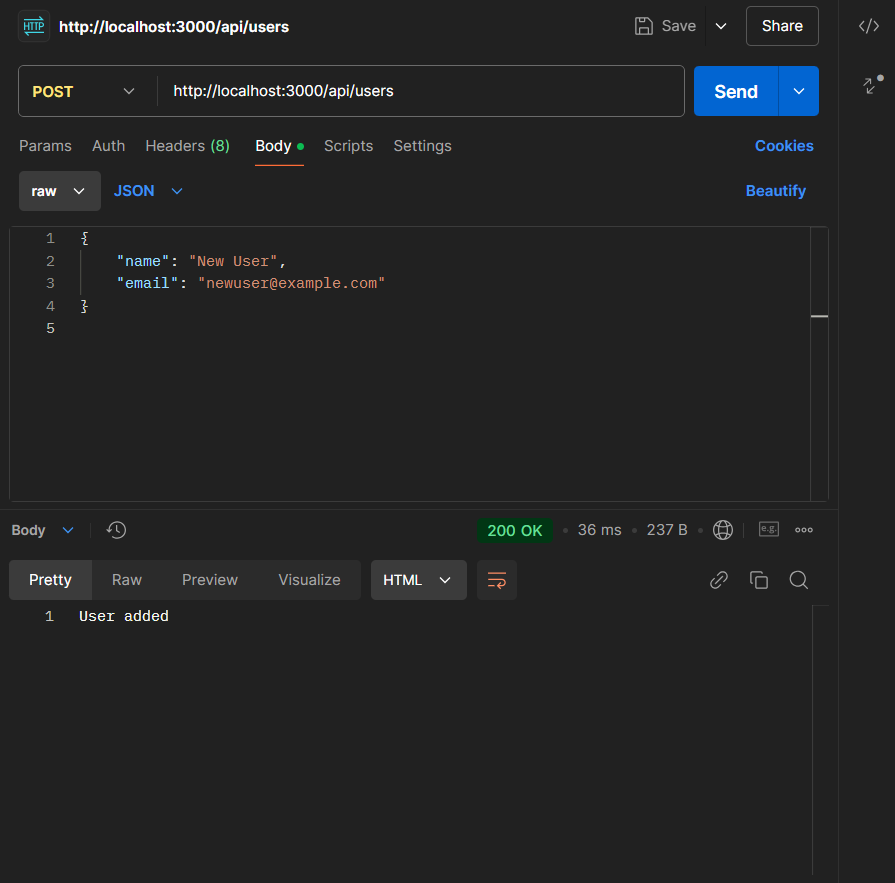 HTTP http://localhost:3000/api/users Save Share
POST http://localhost:3000/api/users Send
Params Auth Headers (8) Body Scripts Settings Cookies
raw JSON Beautify
1 {
2 "name": "New User",
3 "email": "newuser@example.com"
4 }
5
Body 200 OK 36 ms 237 B e.g.
Pretty Raw Preview Visualize HTML
1 User added